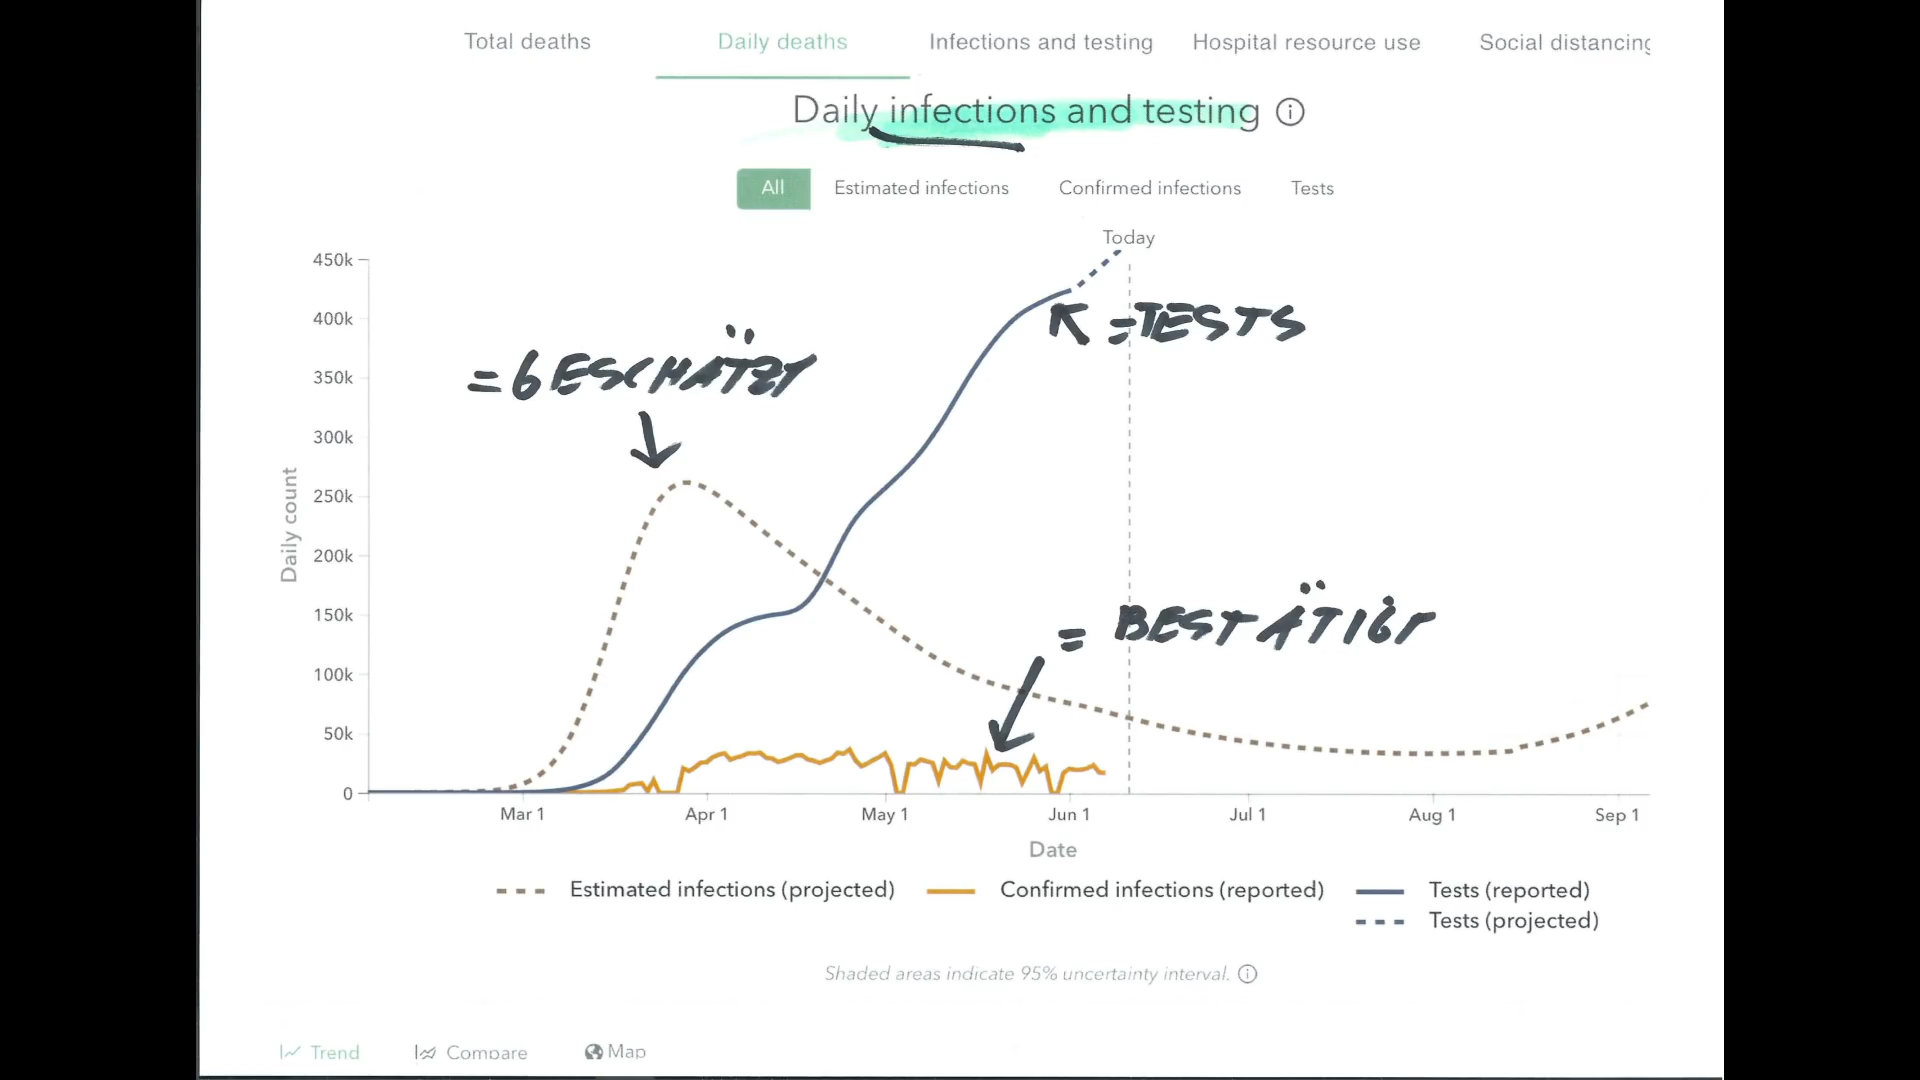 Total deaths Daily deaths Infections and testing Hospital resource use Social distancing
Daily infections and testing
All Estimated infections Confirmed infections Tests
Today
450k
400k
350k
300k
250k
200k
150k
100k
50k
0
Daily count
= GESCHÄTZT
= TESTS
= BESTÄTIGT
Mar 1 Apr 1 May 1 Jun 1 Jul 1 Aug 1 Sep 1
Date
Estimated infections (projected) Confirmed infections (reported) Tests (reported)
Tests (projected)
Shaded areas indicate 95% uncertainty interval.
Trend Compare Map